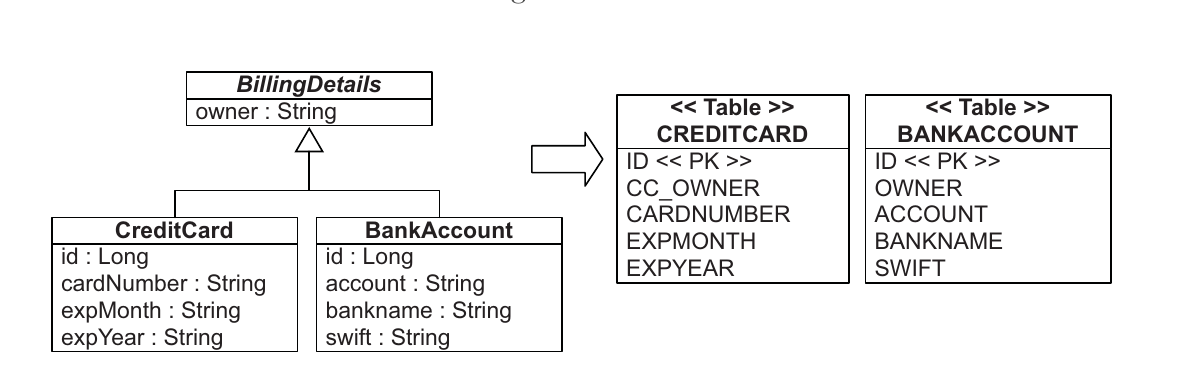 BillingDetails
owner : String
CreditCard
id : Long
cardNumber : String
expMonth : String
expYear : String
BankAccount
id : Long
account : String
bankname : String
swift : String
<< Table >>
CREDITCARD
ID << PK >>
CC_OWNER
CARDNUMBER
EXPMONTH
EXPYEAR
<< Table >>
BANKACCOUNT
ID << PK >>
OWNER
ACCOUNT
BANKNAME
SWIFT